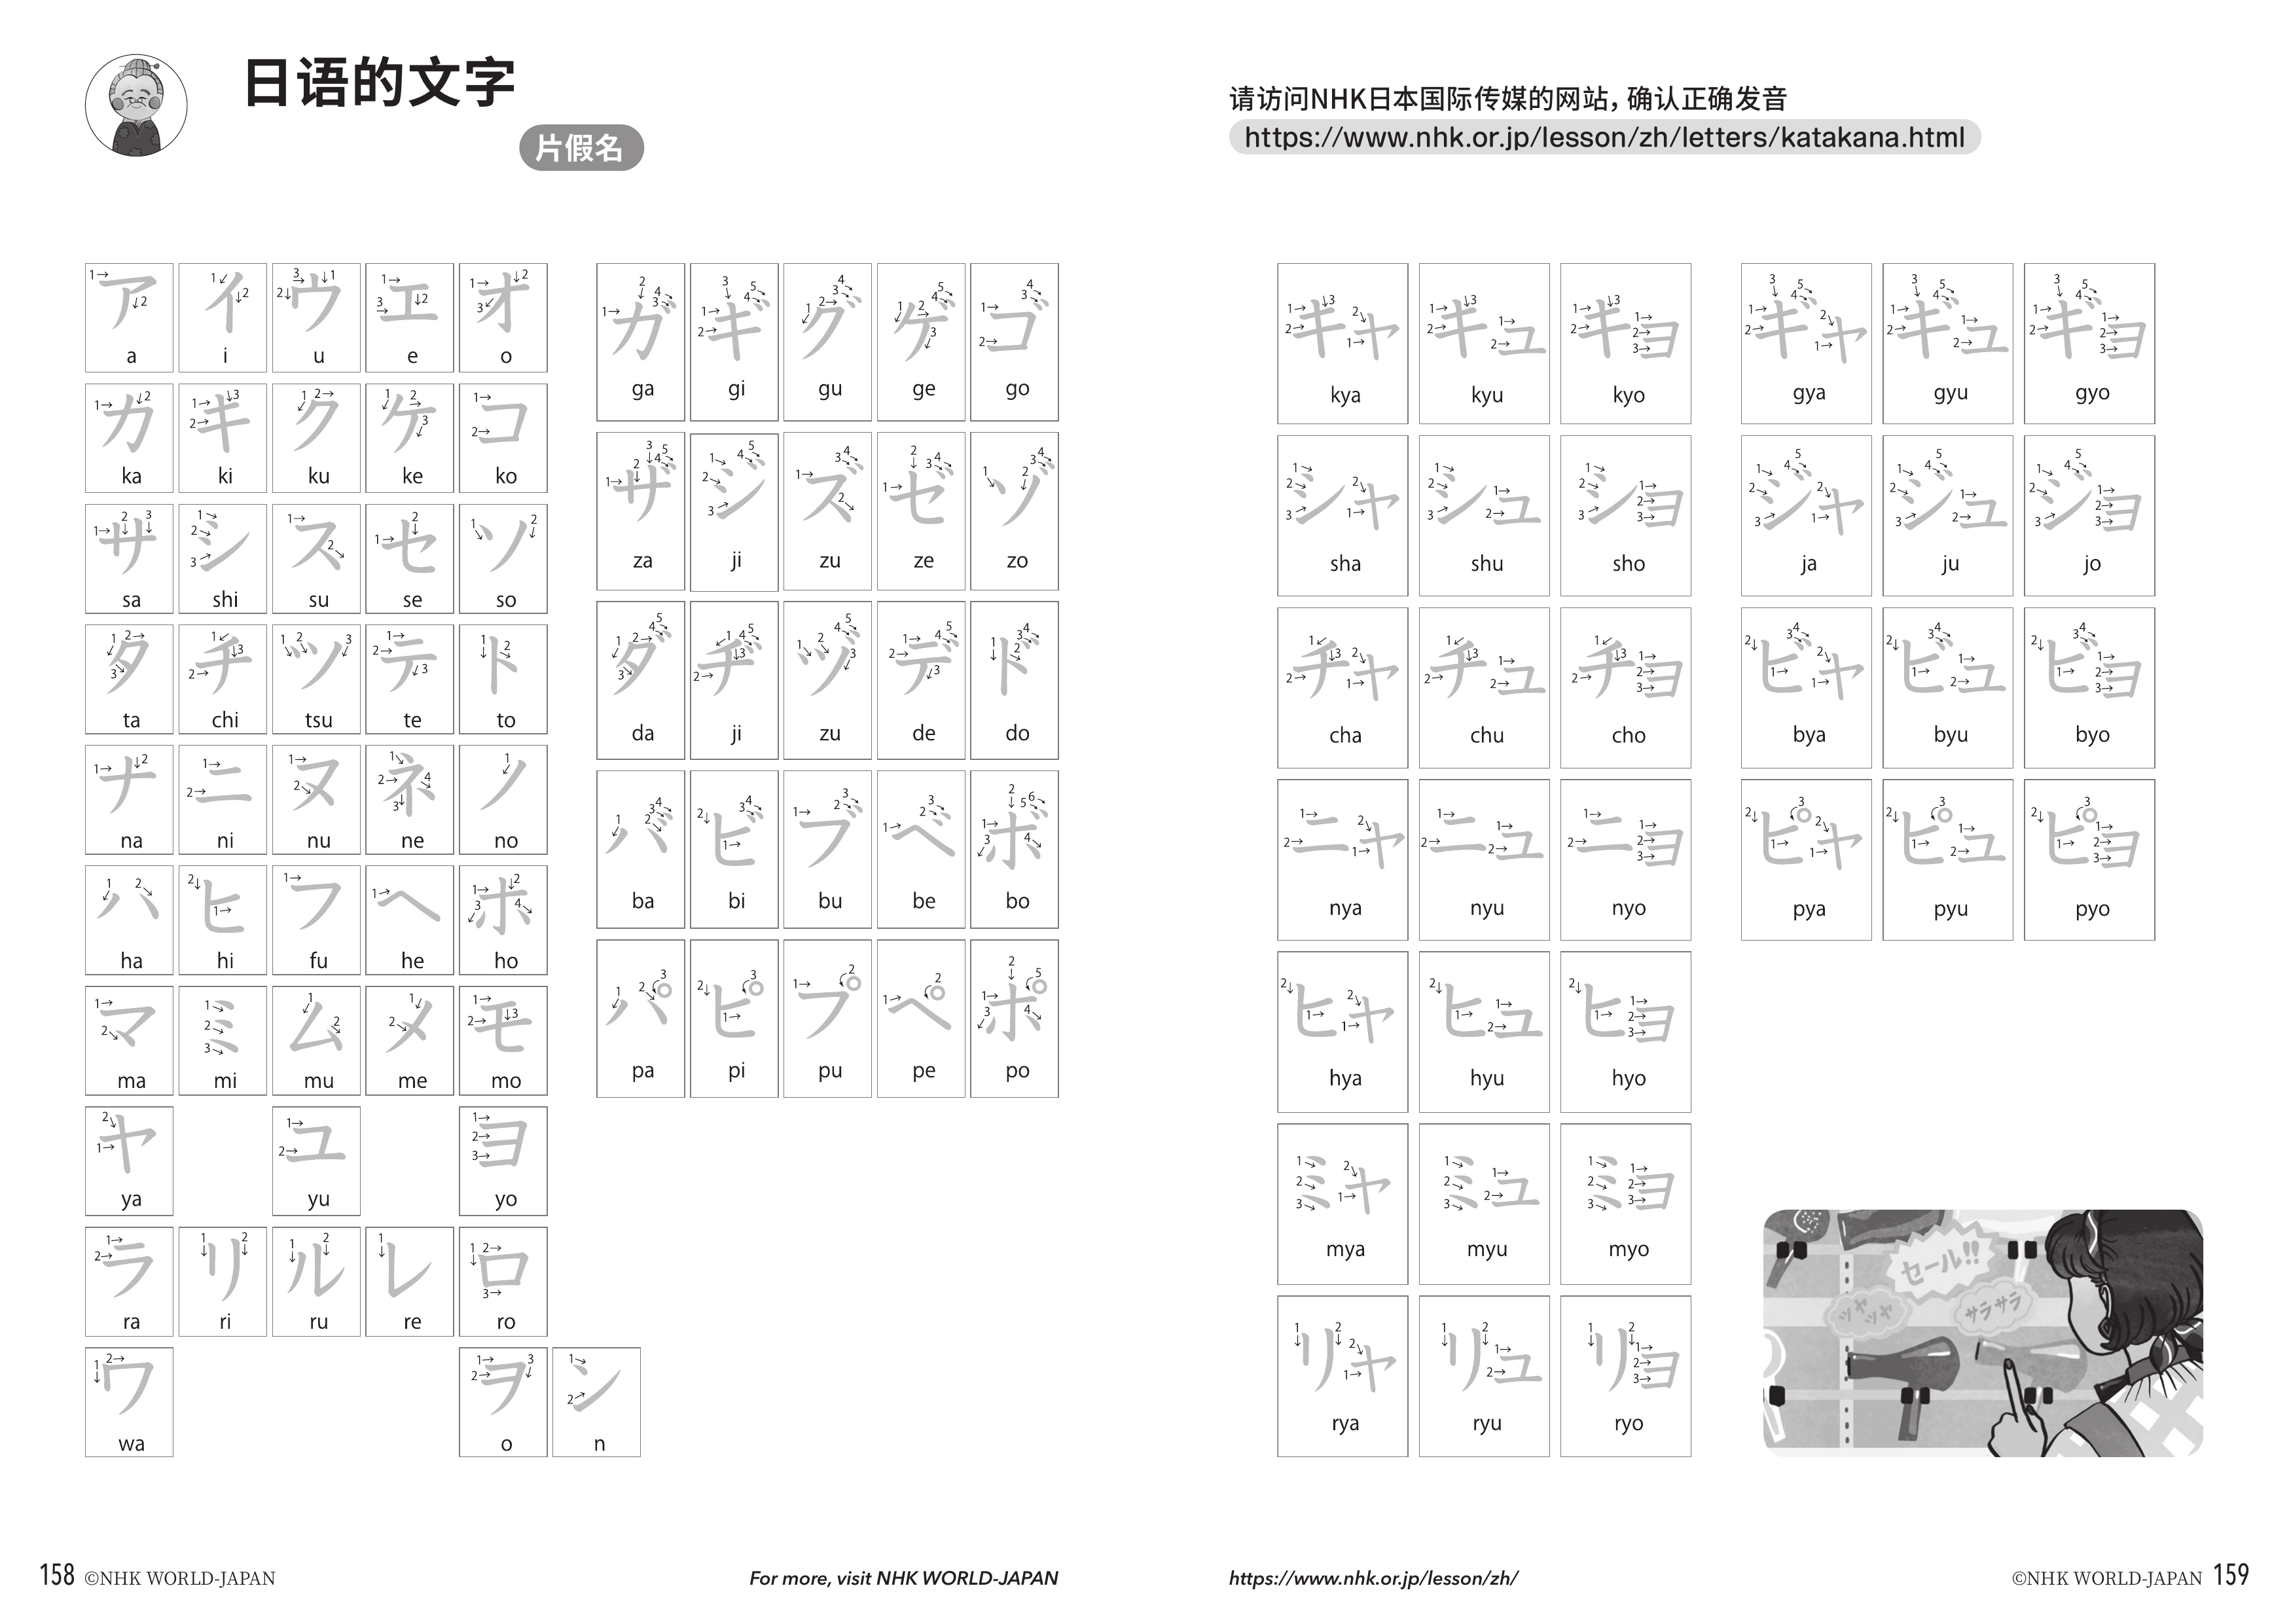 日语的文字
片假名
ア イ ウ エ オ
a i u e o
カ キ ク ケ コ
ka ki ku ke ko
サ シ ス セ ソ
sa shi su se so
タ チ ツ テ ト
ta chi tsu te to
ナ ニ ヌ ネ ノ
na ni nu ne no
ハ ヒ フ ヘ ホ
ha hi fu he ho
マ ミ ム メ モ
ma mi mu me mo
ヤ ユ ヨ
ya yu yo
ラ リ ル レ ロ
ra ri ru re ro
ワ ヲ ン
wa o n
ガ ギ グ ゲ ゴ
ga gi gu ge go
ザ ジ ズ ゼ ゾ
za ji zu ze zo
ダ ヂ ヅ デ ド
da ji zu de do
バ ビ ブ ベ ボ
ba bi bu be bo
パ ピ プ ペ ポ
pa pi pu pe po
158 ©NHK WORLD-JAPAN
For more, visit NHK WORLD-JAPAN
请访问NHK日本国际传媒的网站，确认正确发音
https://www.nhk.or.jp/lesson/zh/letters/katakana.html
キャ キュ キョ
kya kyu kyo
シャ シュ ショ
sha shu sho
チャ チュ チョ
cha chu cho
ニャ ニュ ニョ
nya nyu nyo
ヒャ ヒュ ヒョ
hya hyu hyo
ミャ ミュ ミョ
mya myu myo
リャ リュ リョ
rya ryu ryo
ギャ ギュ ギョ
gya gyu gyo
ジャ ジュ ジョ
ja ju jo
ビャ ビュ ビョ
bya byu byo
ピャ ピュ ピョ
pya pyu pyo
セール!!
ツヤツヤ
サラサラ
https://www.nhk.or.jp/lesson/zh/
©NHK WORLD-JAPAN 159